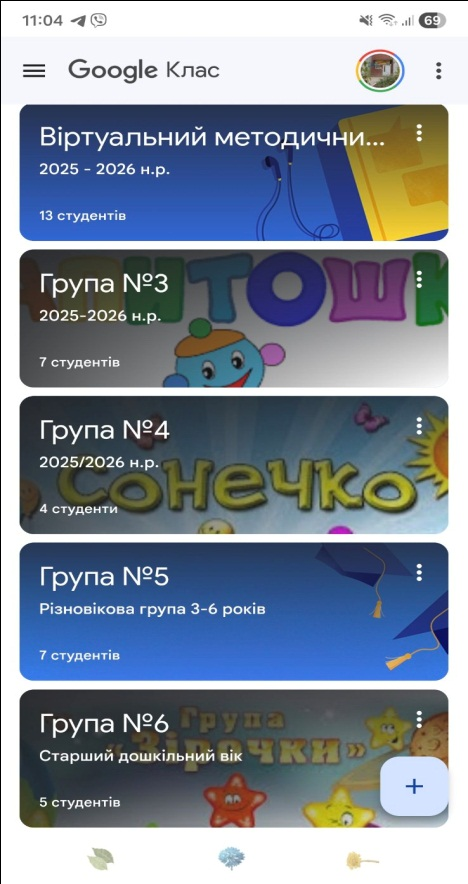 11:04
69
Google Клас
Віртуальний методични...
2025 - 2026 н.р.
13 студентів
АПИТОШК
Група №3
2025-2026 н.р.
7 студентів
Група №4
2025/2026 н.р.
Сонечко
4 студенти
Група №5
Різновікова група 3-6 років
7 студентів
Група №6
Група
Старший дошкільний вік
«Зірочки»
5 студентів
+